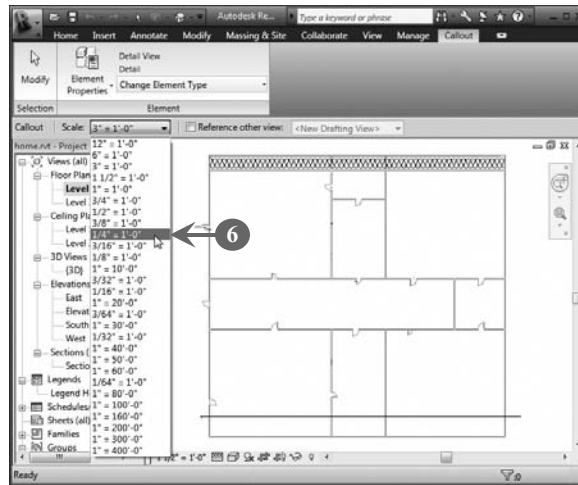 Autodesk Re...
Type a keyword or phrase
Home Insert Annotate Modify Massing & Site Collaborate View Manage Callout
Modify
Element Properties
Detail View
Detail
Change Element Type
Selection
Element
Callout Scale: 3" = 1'-0" Reference other view: <New Drafting View>
home.rvt - Project
Views (all)
Floor Plan
Level
Level
Ceiling Pla
Level
Level
3D Views
{3D}
Elevations
East
Elevat
South
West
Sections (
Sectio
Legends
Legend H
Schedules
Sheets (all)
Families
Groups
12" = 1'-0"
6" = 1'-0"
3" = 1'-0"
1 1/2" = 1'-0"
1" = 1'-0"
3/4" = 1'-0"
1/2" = 1'-0"
3/8" = 1'-0"
1/4" = 1'-0"
3/16" = 1'-0"
1/8" = 1'-0"
1" = 10'-0"
3/32" = 1'-0"
1/16" = 1'-0"
1" = 20'-0"
3/64" = 1'-0"
1" = 30'-0"
1/32" = 1'-0"
1" = 40'-0"
1" = 50'-0"
1" = 60'-0"
1/64" = 1'-0"
1" = 80'-0"
1" = 100'-0"
1" = 160'-0"
1" = 200'-0"
1" = 300'-0"
1" = 400'-0"
6
= 1'-0"
Ready
:0